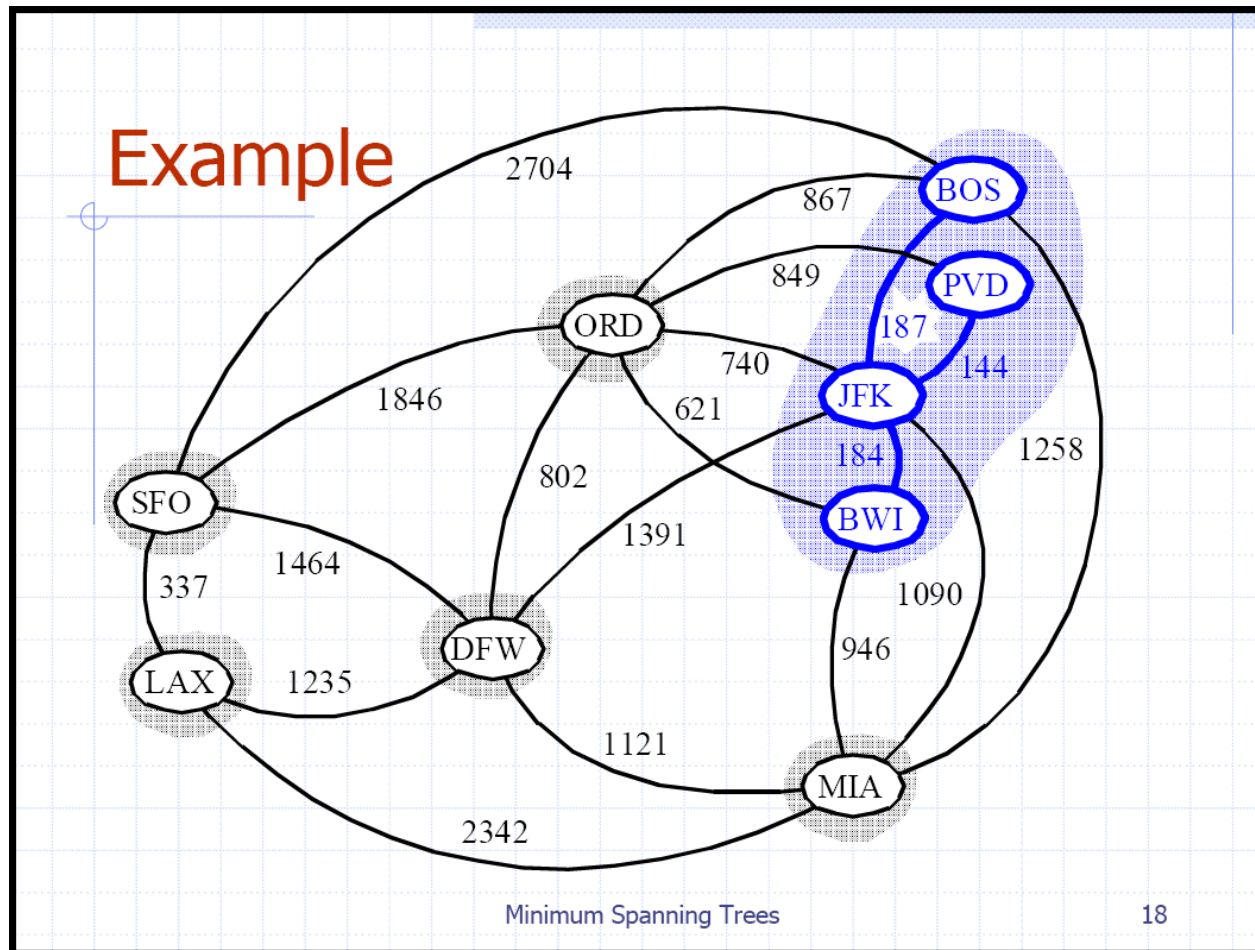 Example
2704
867
BOS
849
PVD
ORD
187
740
144
JFK
1846
621
1258
184
802
SFO
BWI
1391
1464
337
1090
DFW
946
LAX
1235
1121
MIA
2342
Minimum Spanning Trees
18